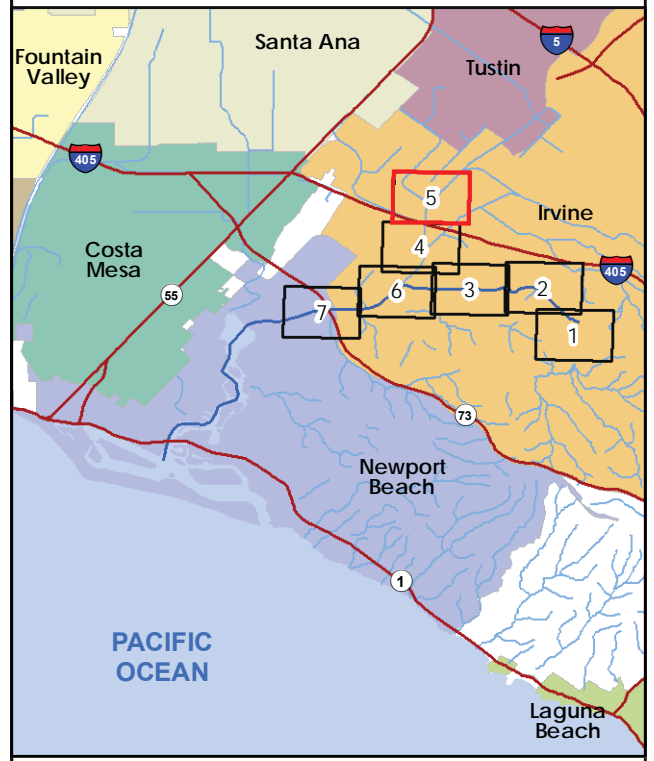 Santa Ana
Fountain
Valley
5
Tustin
405
5
Irvine
4
Costa
Mesa
405
55
6
3
2
7
1
73
Newport
Beach
1
PACIFIC
OCEAN
Laguna
Beach